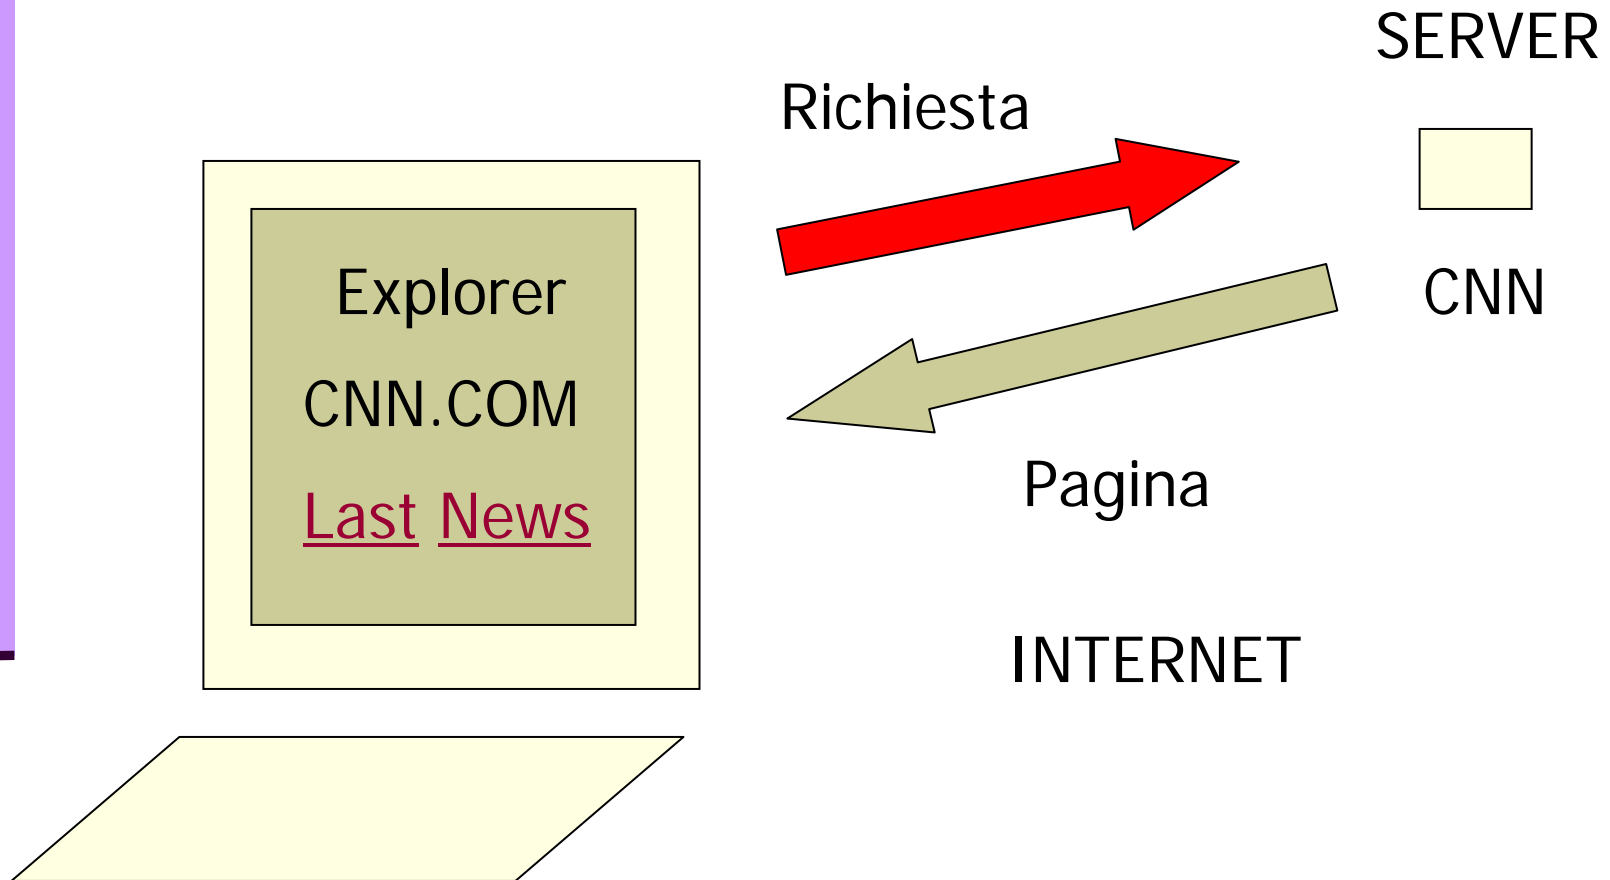 SERVER
Richiesta
Explorer
CNN
CNN.COM
Pagina
Last News
INTERNET